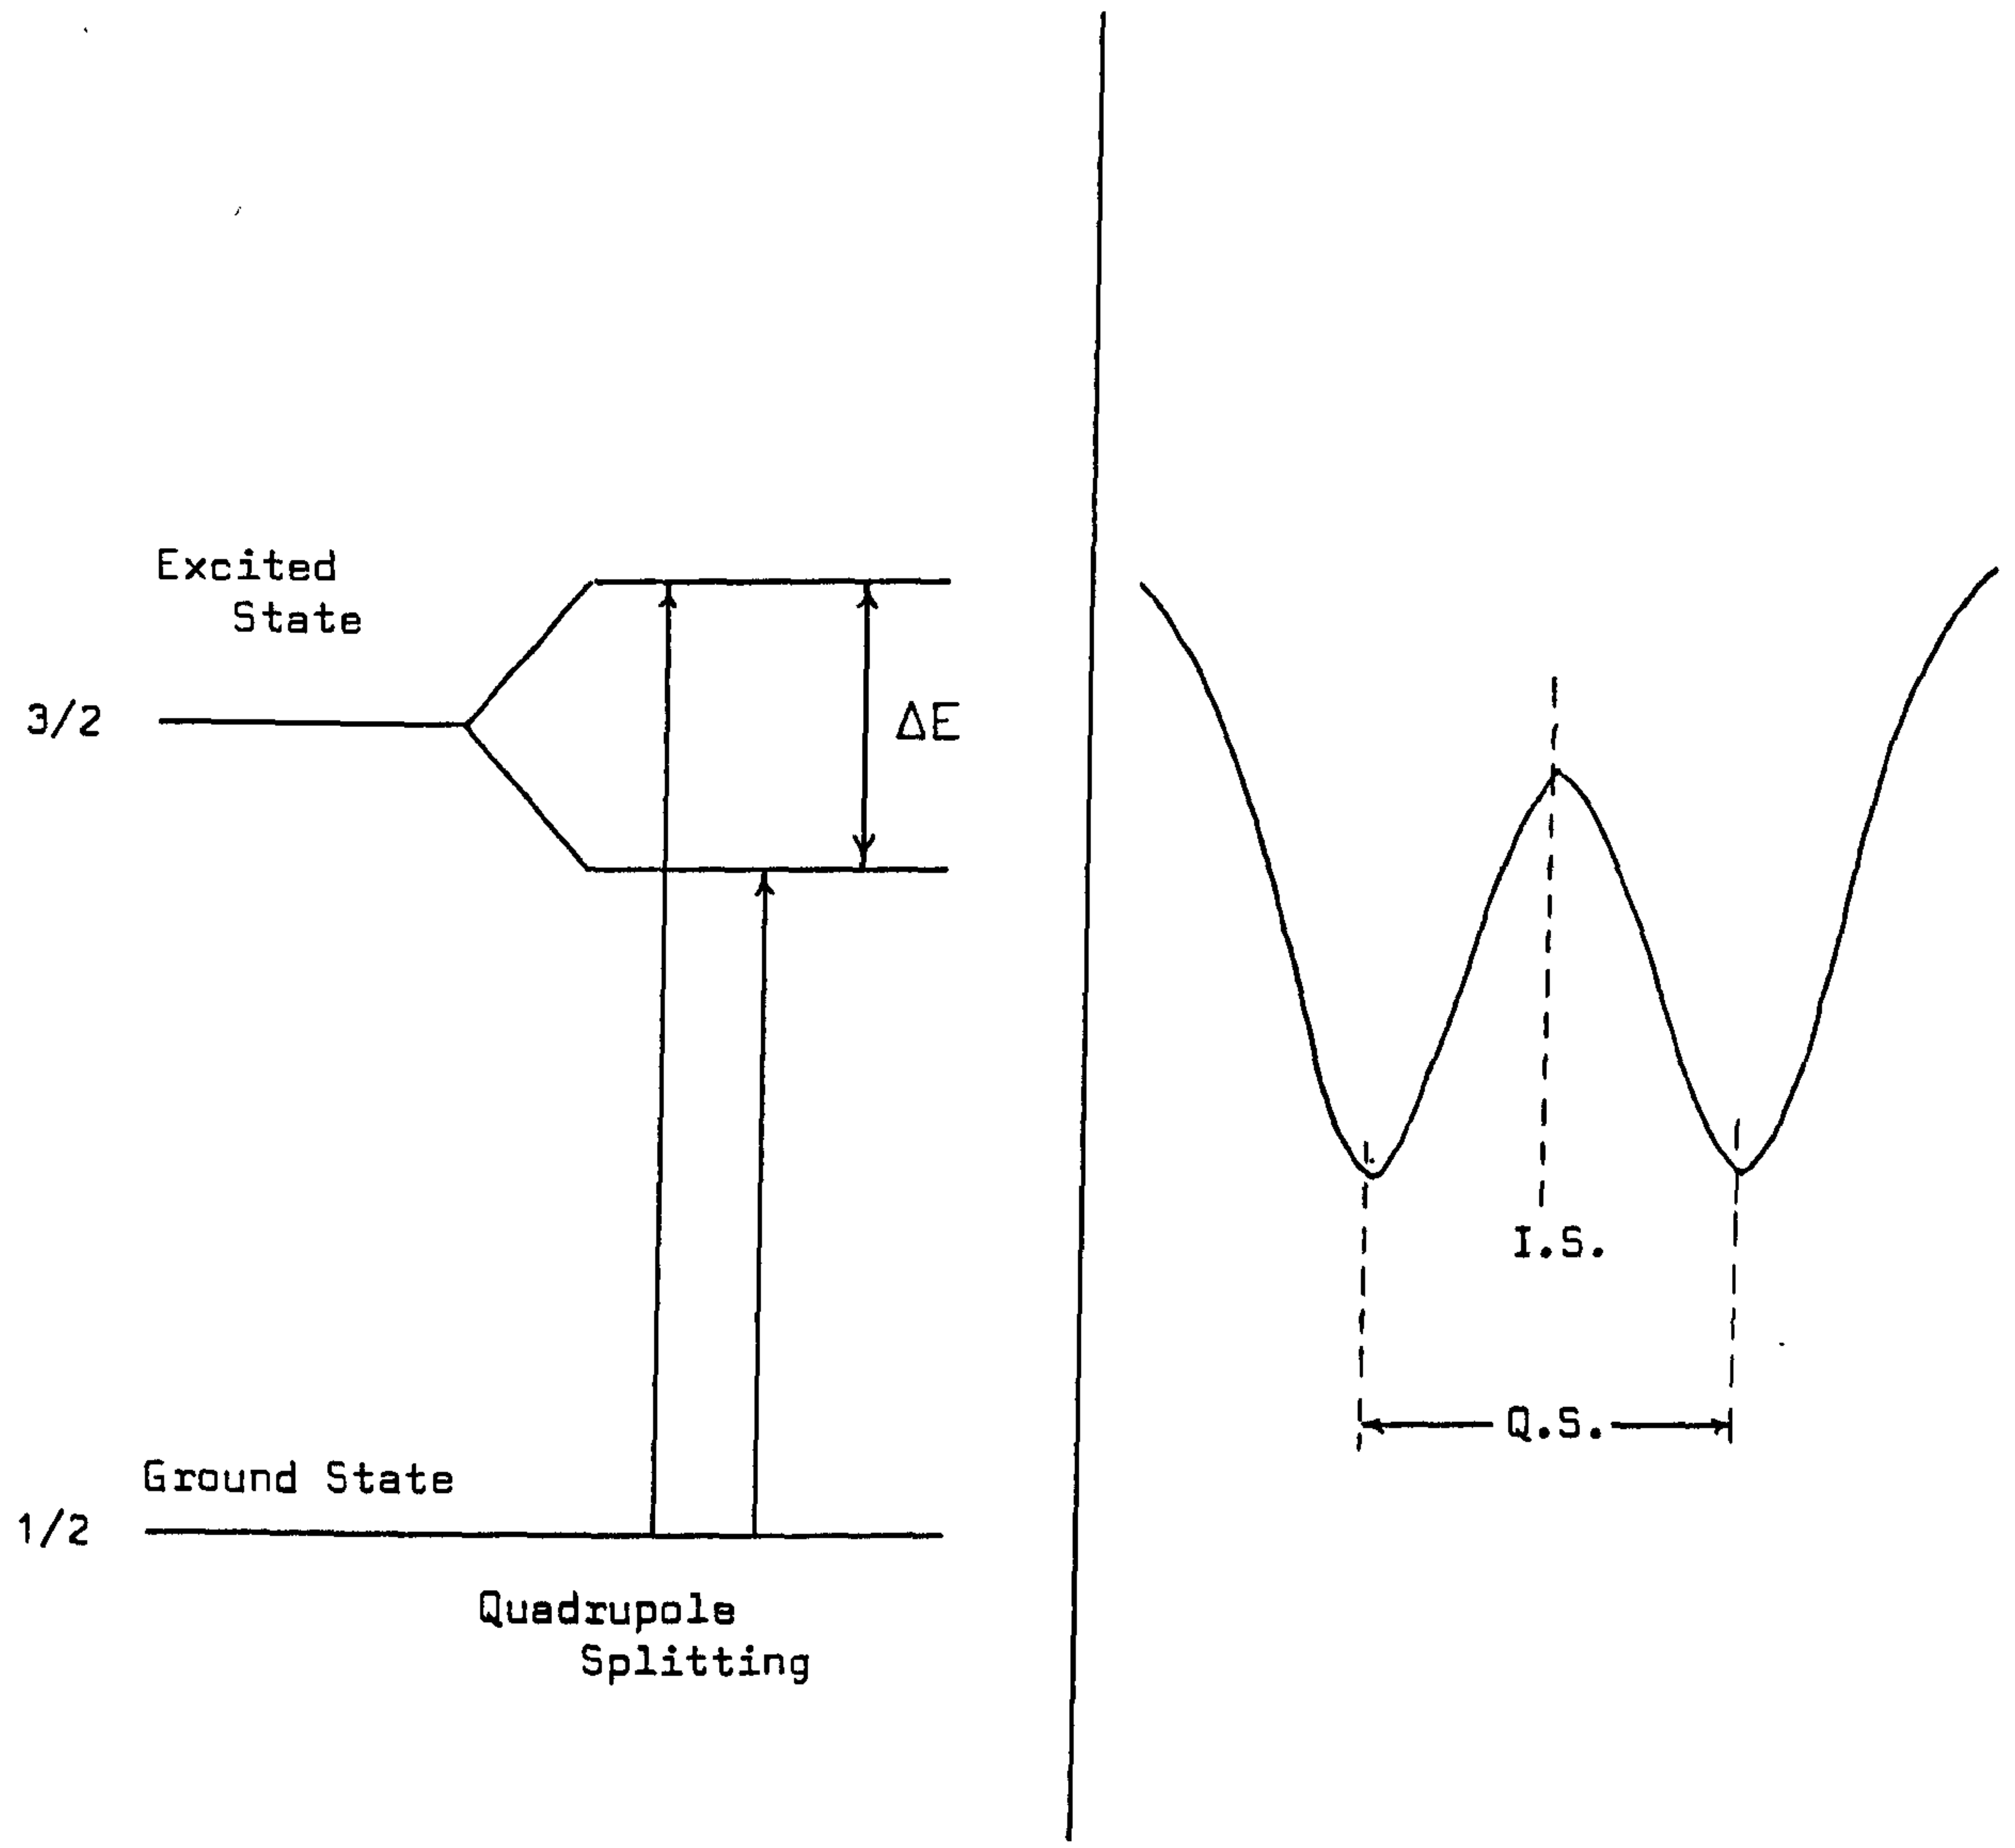 Excited
State
3/2
ΔE
Ground State
1/2
Quadrupole
Splitting
I.S.
Q.S.